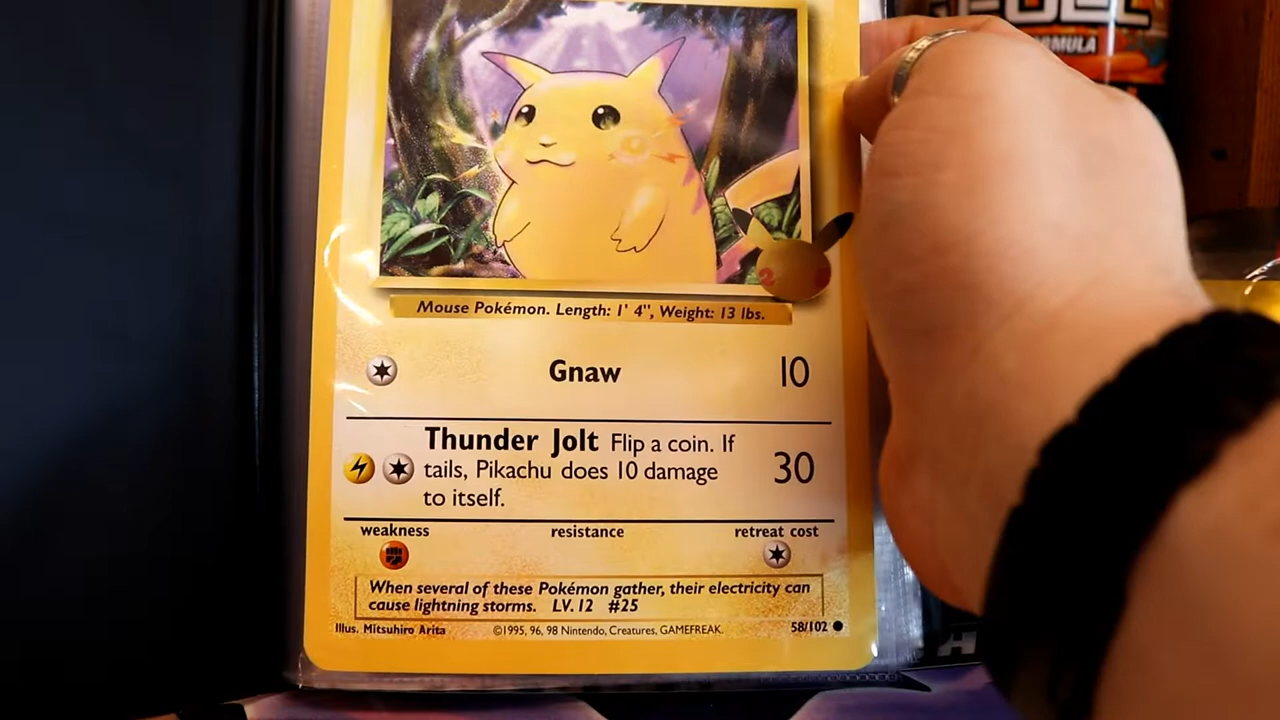 RMULA
Mouse Pokémon. Length: 1' 4", Weight: 13 lbs.
Gnaw 10
Thunder Jolt Flip a coin. If
tails, Pikachu does 10 damage
to itself.
30
weakness resistance retreat cost
When several of these Pokémon gather, their electricity can
cause lightning storms. LV. 12 #25
Illus. Mitsuhiro Arita ©1995, 96, 98 Nintendo, Creatures, GAMEFREAK. 58/102